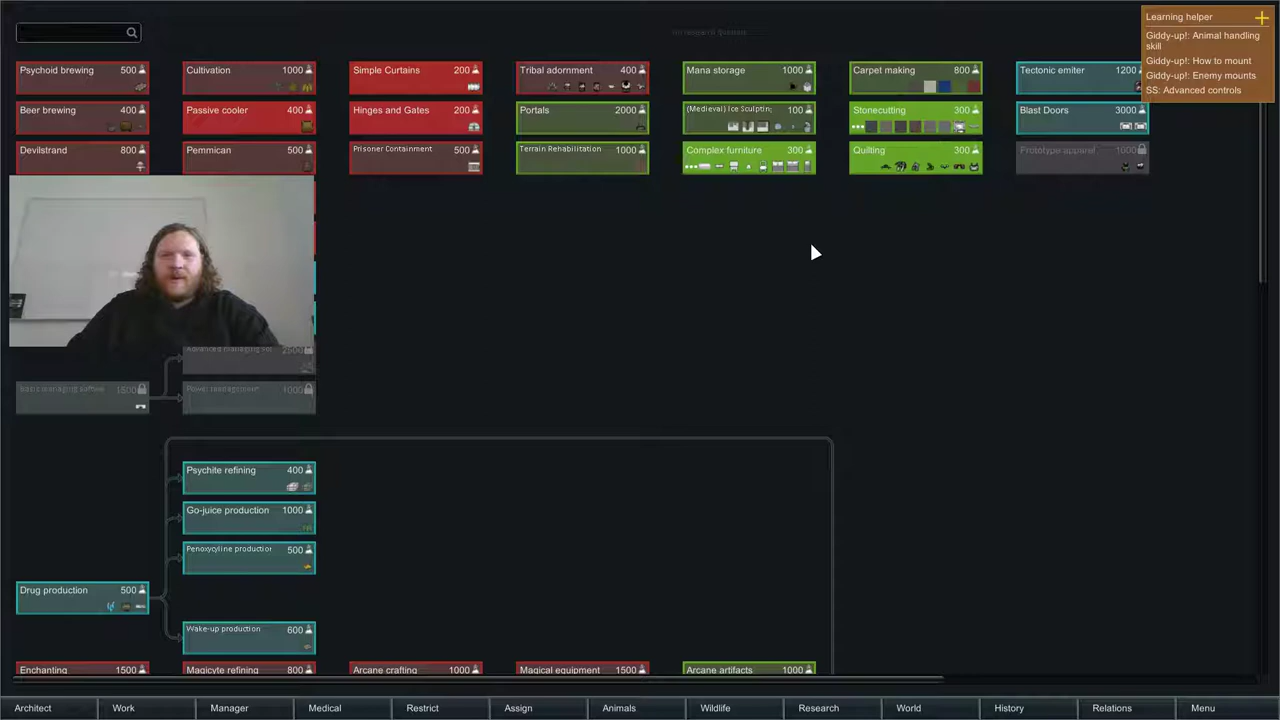 Learning helper
Giddy-up!: Animal handling
skill
Giddy-up!: How to mount
Giddy-up!: Enemy mounts
SS: Advanced controls
Psychoid brewing 500
Cultivation 1000
Simple Curtains 200
Tribal adornment 400
Mana storage 1000
Carpet making 800
Tectonic emiter 1200
Beer brewing 400
Passive cooler 400
Hinges and Gates 200
Portals 2000
(Medieval) Ice Sculptin 100
Stonecutting 300
Blast Doors 3000
Devilstrand 800
Pemmican 500
Prisoner Containment 500
Terrain Rehabilitation 1000
Complex furniture 300
Quilting 300
Prototype apparel 1000
2500
1500
Power management 1000
Psychite refining 400
Go-juice production 1000
Penoxycyline production 500
Drug production 500
Wake-up production 600
Enchanting 1500
Magicyte refining 800
Arcane crafting 1000
Magical equipment 1500
Arcane artifacts 1000
Architect
Work
Manager
Medical
Restrict
Assign
Animals
Wildlife
Research
World
History
Relations
Menu